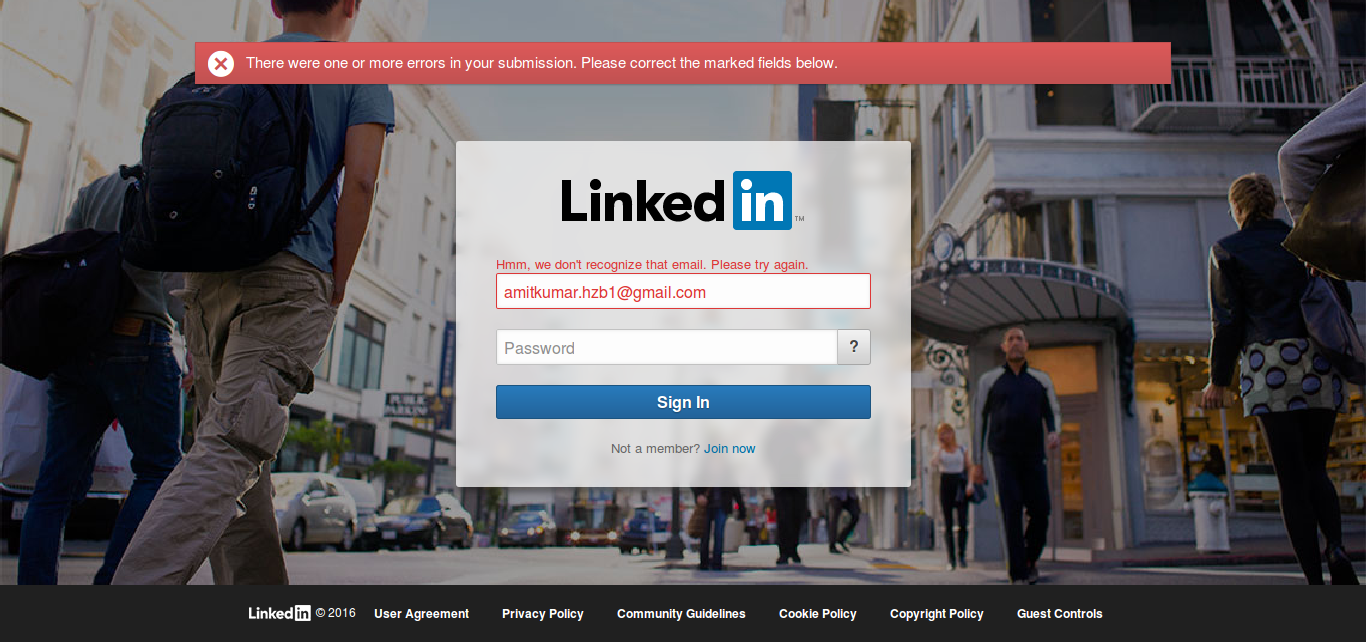 There were one or more errors in your submission. Please correct the marked fields below.
LinkedIn™
Hmm, we don't recognize that email. Please try again.
amitkumar.hzb1@gmail.com
Password ?
Sign In
Not a member? Join now
PUBLIC
PARKING
LinkedIn © 2016 User Agreement Privacy Policy Community Guidelines Cookie Policy Copyright Policy Guest Controls